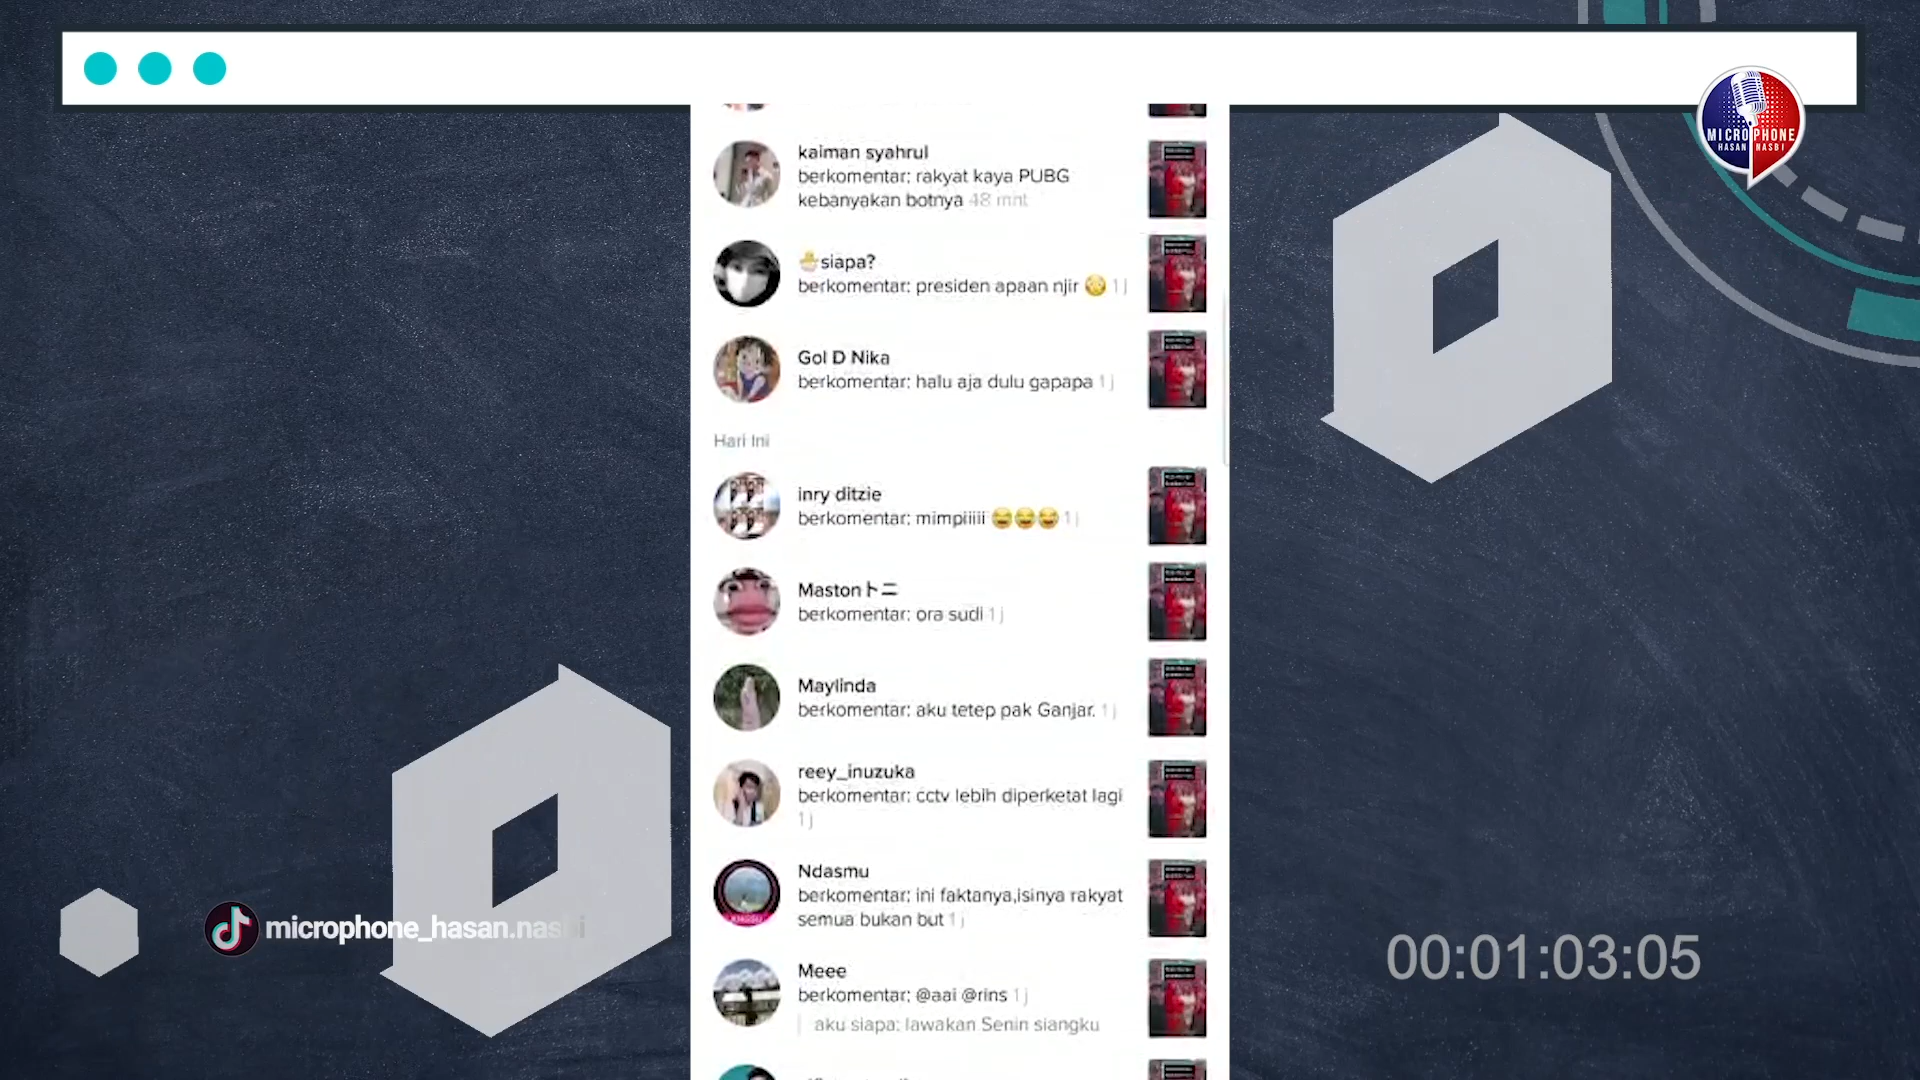 MICROPHONE
HASAN NASBI
kaiman syahrul
berkomentar: rakyat kaya PUBG
kebanyakan botnya 48 mnt
🐣siapa?
berkomentar: presiden apaan njir 😳 1 j
Gol D Nika
berkomentar: halu aja dulu gapapa 1 j
Hari Ini
inry ditzie
berkomentar: mimpiiiii 😂😂😂 1 j
Maston トニ
berkomentar: ora sudi 1 j
Maylinda
berkomentar: aku tetep pak Ganjar. 1 j
reey_inuzuka
berkomentar: cctv lebih diperketat lagi
1 j
Ndasmu
berkomentar: ini faktanya,isinya rakyat
semua bukan but 1 j
Meee
berkomentar: @aai @rins 1 j
aku siapa: lawakan Senin siangku
microphone_hasan.nasbi
00:01:03:05